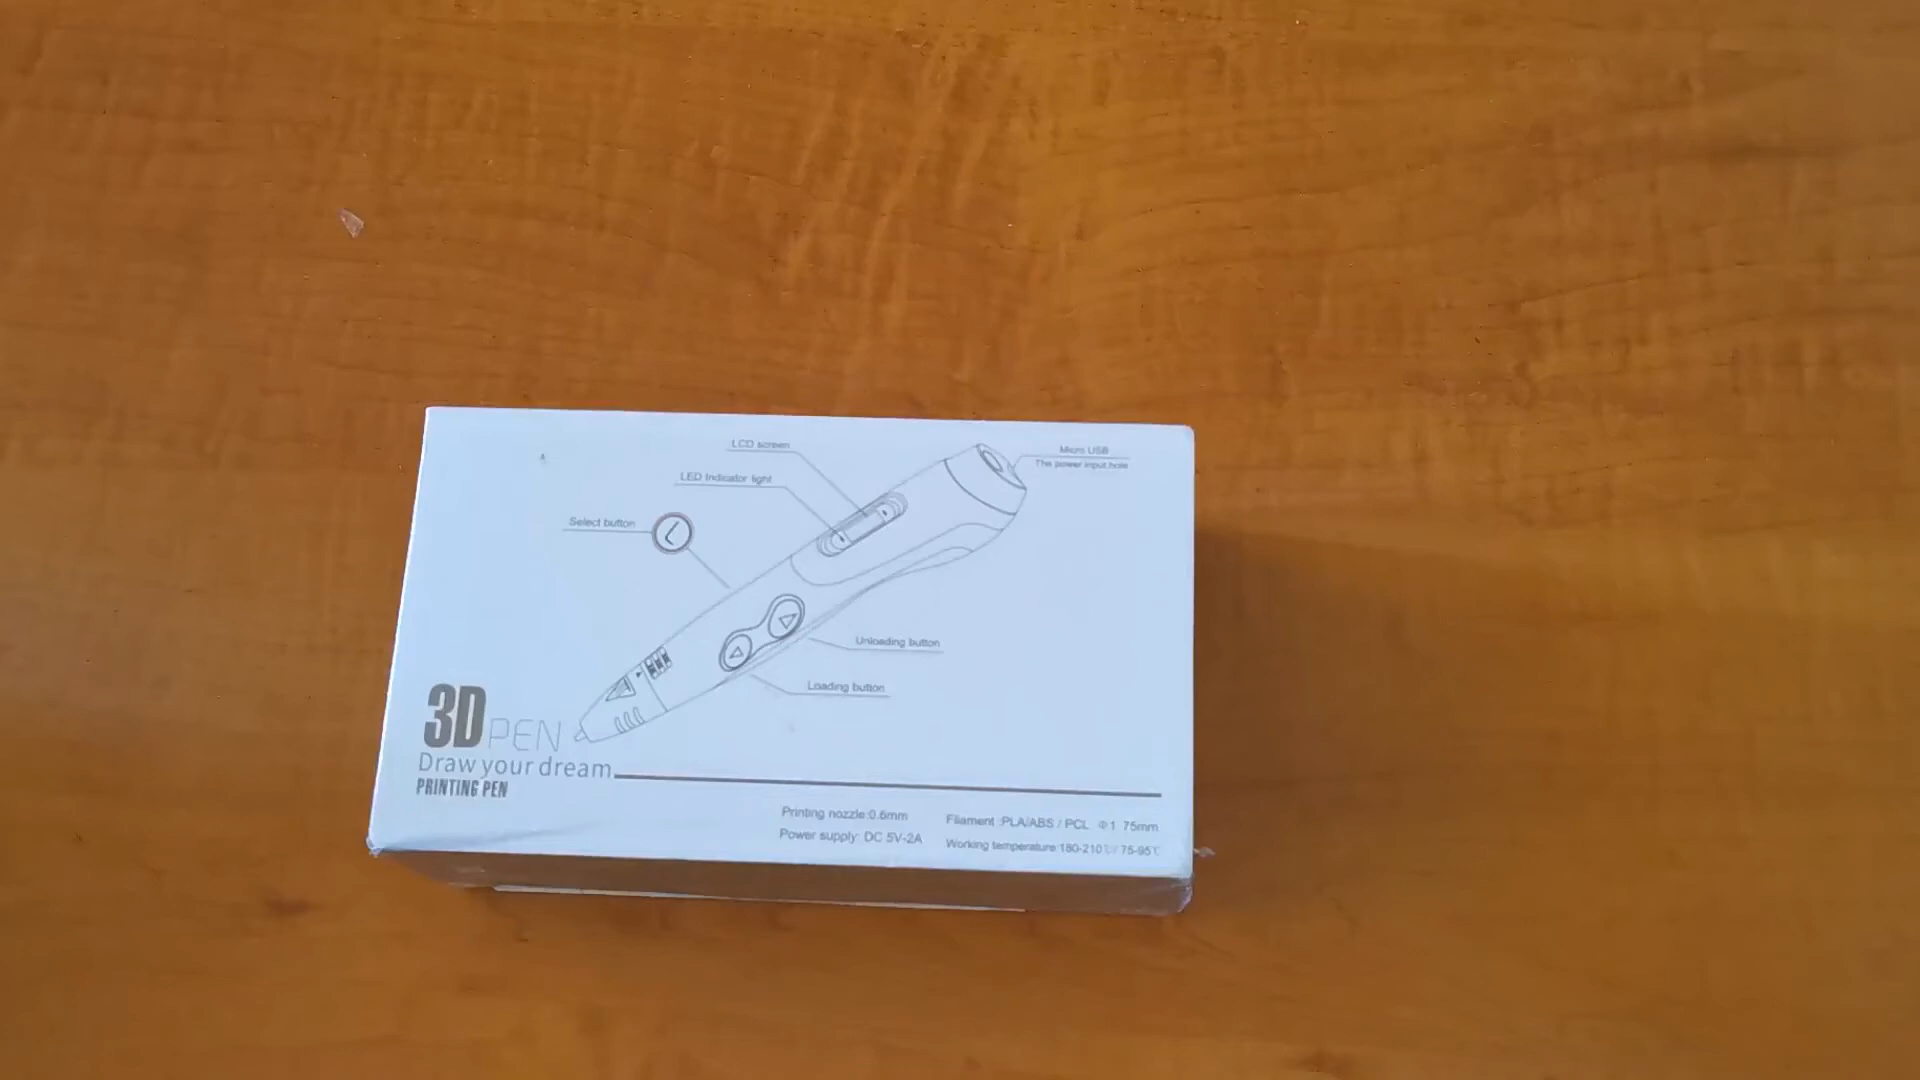 LCD screen
Micro USB
The power input hole
LED Indicator light
Select button
Unloading button
Loading button
3D PEN
Draw your dream
PRINTING PEN
Printing nozzle:0.6mm
Power supply: DC 5V-2A
Filament :PLA/ABS / PCL Φ1 75mm
Working temperature:180-210℃/ 75-95℃